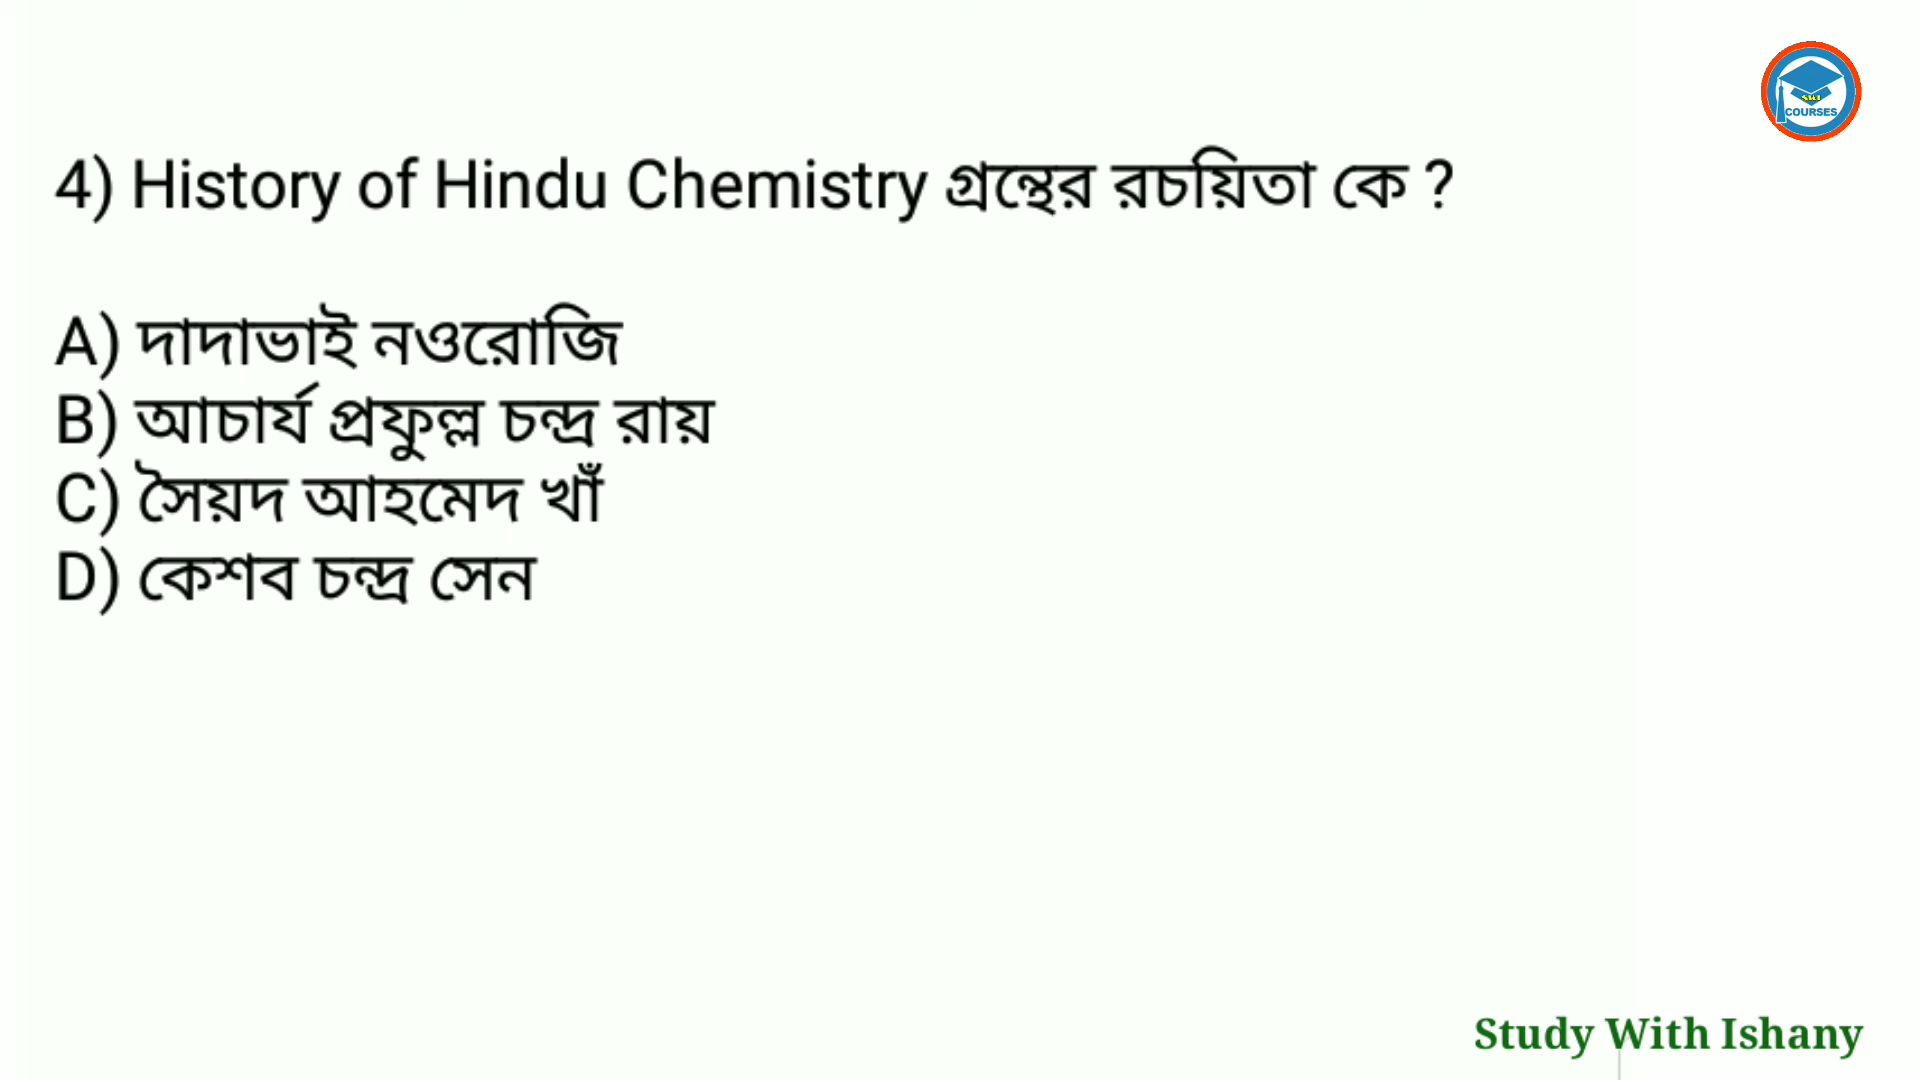 COURSES
4) History of Hindu Chemistry গ্রন্থের রচয়িতা কে ?
A) দাদাভাই নওরোজি
B) আচার্য প্রফুল্ল চন্দ্র রায়
C) সৈয়দ আহমেদ খাঁ
D) কেশব চন্দ্র সেন
Study With Ishany